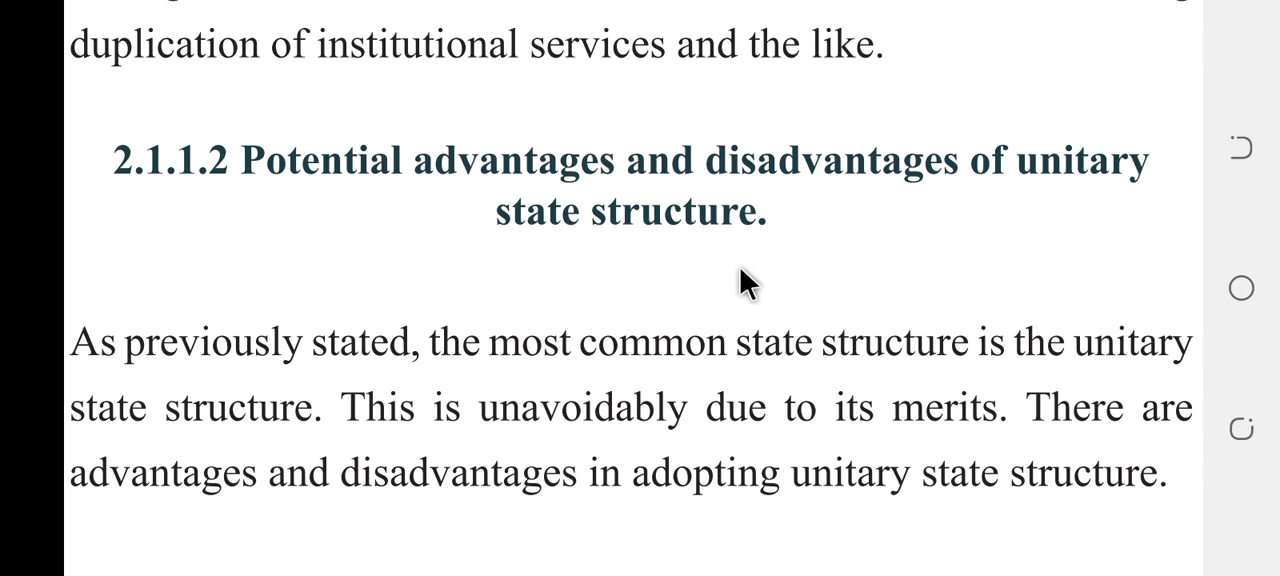 duplication of institutional services and the like.
2.1.1.2 Potential advantages and disadvantages of unitary
state structure.
As previously stated, the most common state structure is the unitary
state structure. This is unavoidably due to its merits. There are
advantages and disadvantages in adopting unitary state structure.